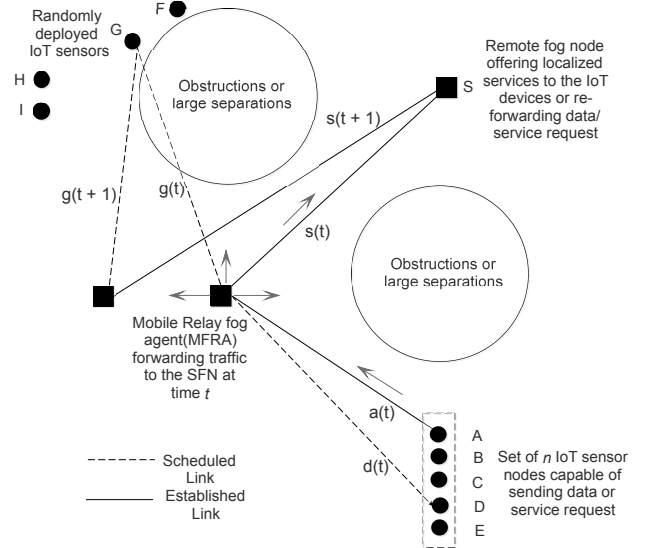 Randomly
deployed
IoT sensors
F
G
H
I
Obstructions or
large separations
S
Remote fog node
offering localized
services to the IoT
devices or re-
forwarding data/
service request
s(t + 1)
g(t)
g(t + 1)
s(t)
Obstructions or
large separations
Mobile Relay fog
agent(MFRA)
forwarding traffic
to the SFN at
time t
a(t)
d(t)
A
B
C
D
E
Set of n IoT sensor
nodes capable of
sending data or
service request
Scheduled
Link
Established
Link